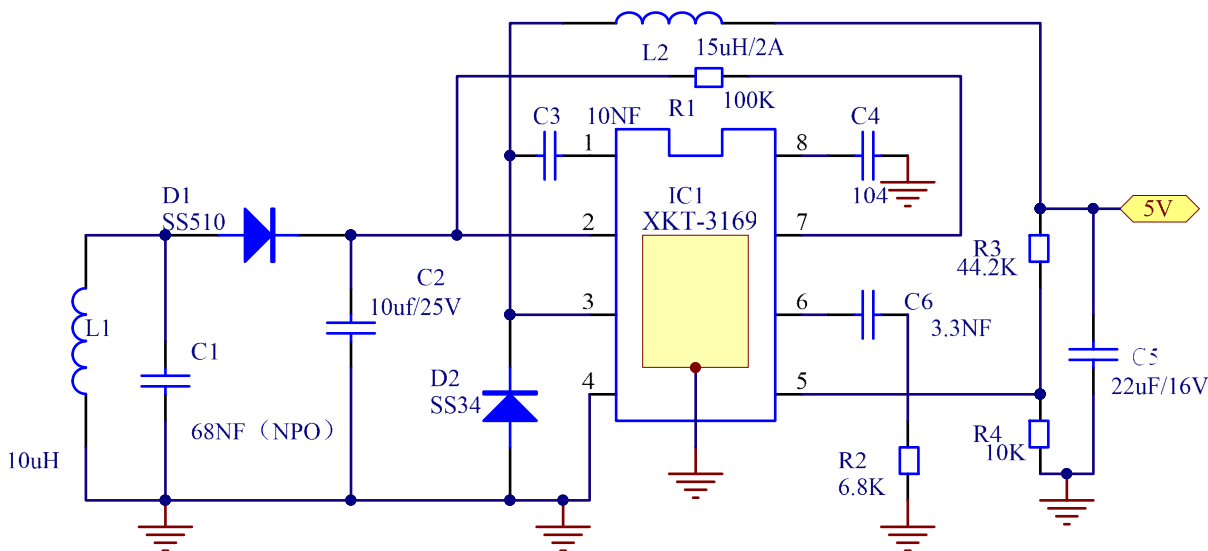 L2
15uH/2A
R1
100K
C3
10NF
C4
104
1
8
D1
SS510
IC1
XKT-3169
5V
2
7
R3
44.2K
C2
10uf/25V
3
6
C6
3.3NF
L1
C1
C5
22uF/16V
D2
SS34
4
5
68NF（NPO）
R4
10K
10uH
R2
6.8K